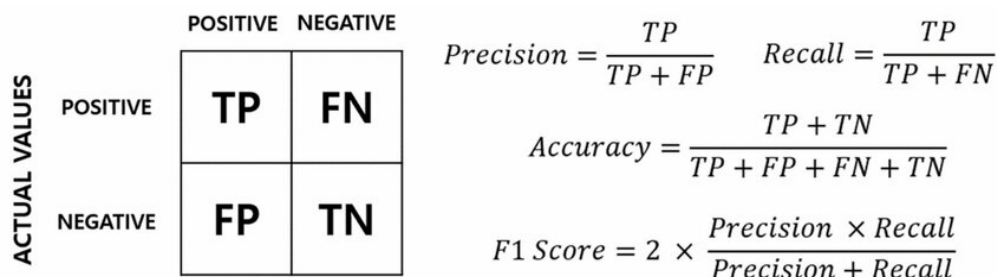 POSITIVE NEGATIVE
ACTUAL VALUES
POSITIVE TP FN
NEGATIVE FP TN
Precision = TP / (TP + FP)
Recall = TP / (TP + FN)
Accuracy = (TP + TN) / (TP + FP + FN + TN)
F1 Score = 2 × (Precision × Recall) / (Precision + Recall)